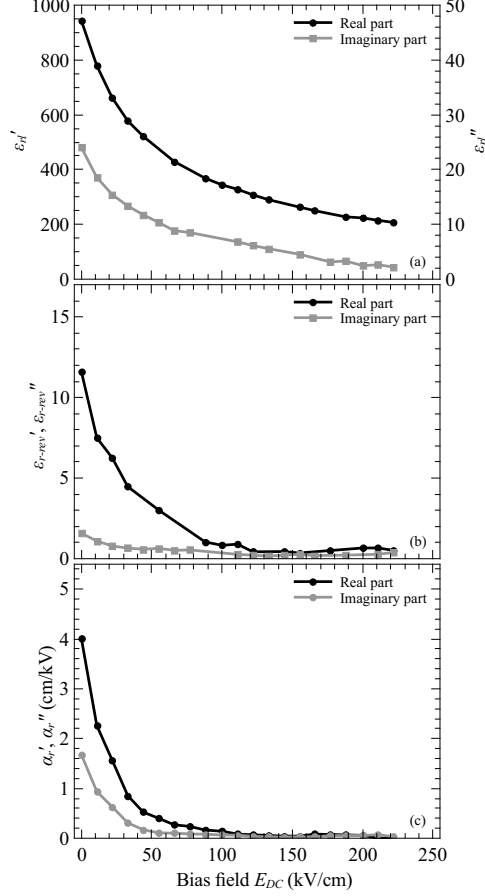 1000
800
600
400
200
0
εrl′
50
40
30
20
10
0
εrl″
Real part
Imaginary part
(a)
15
10
5
0
εr-rev′, εr-rev″
Real part
Imaginary part
(b)
5
4
3
2
1
0
αr′, αr″ (cm/kV)
Real part
Imaginary part
(c)
0 50 100 150 200 250
Bias field EDC (kV/cm)